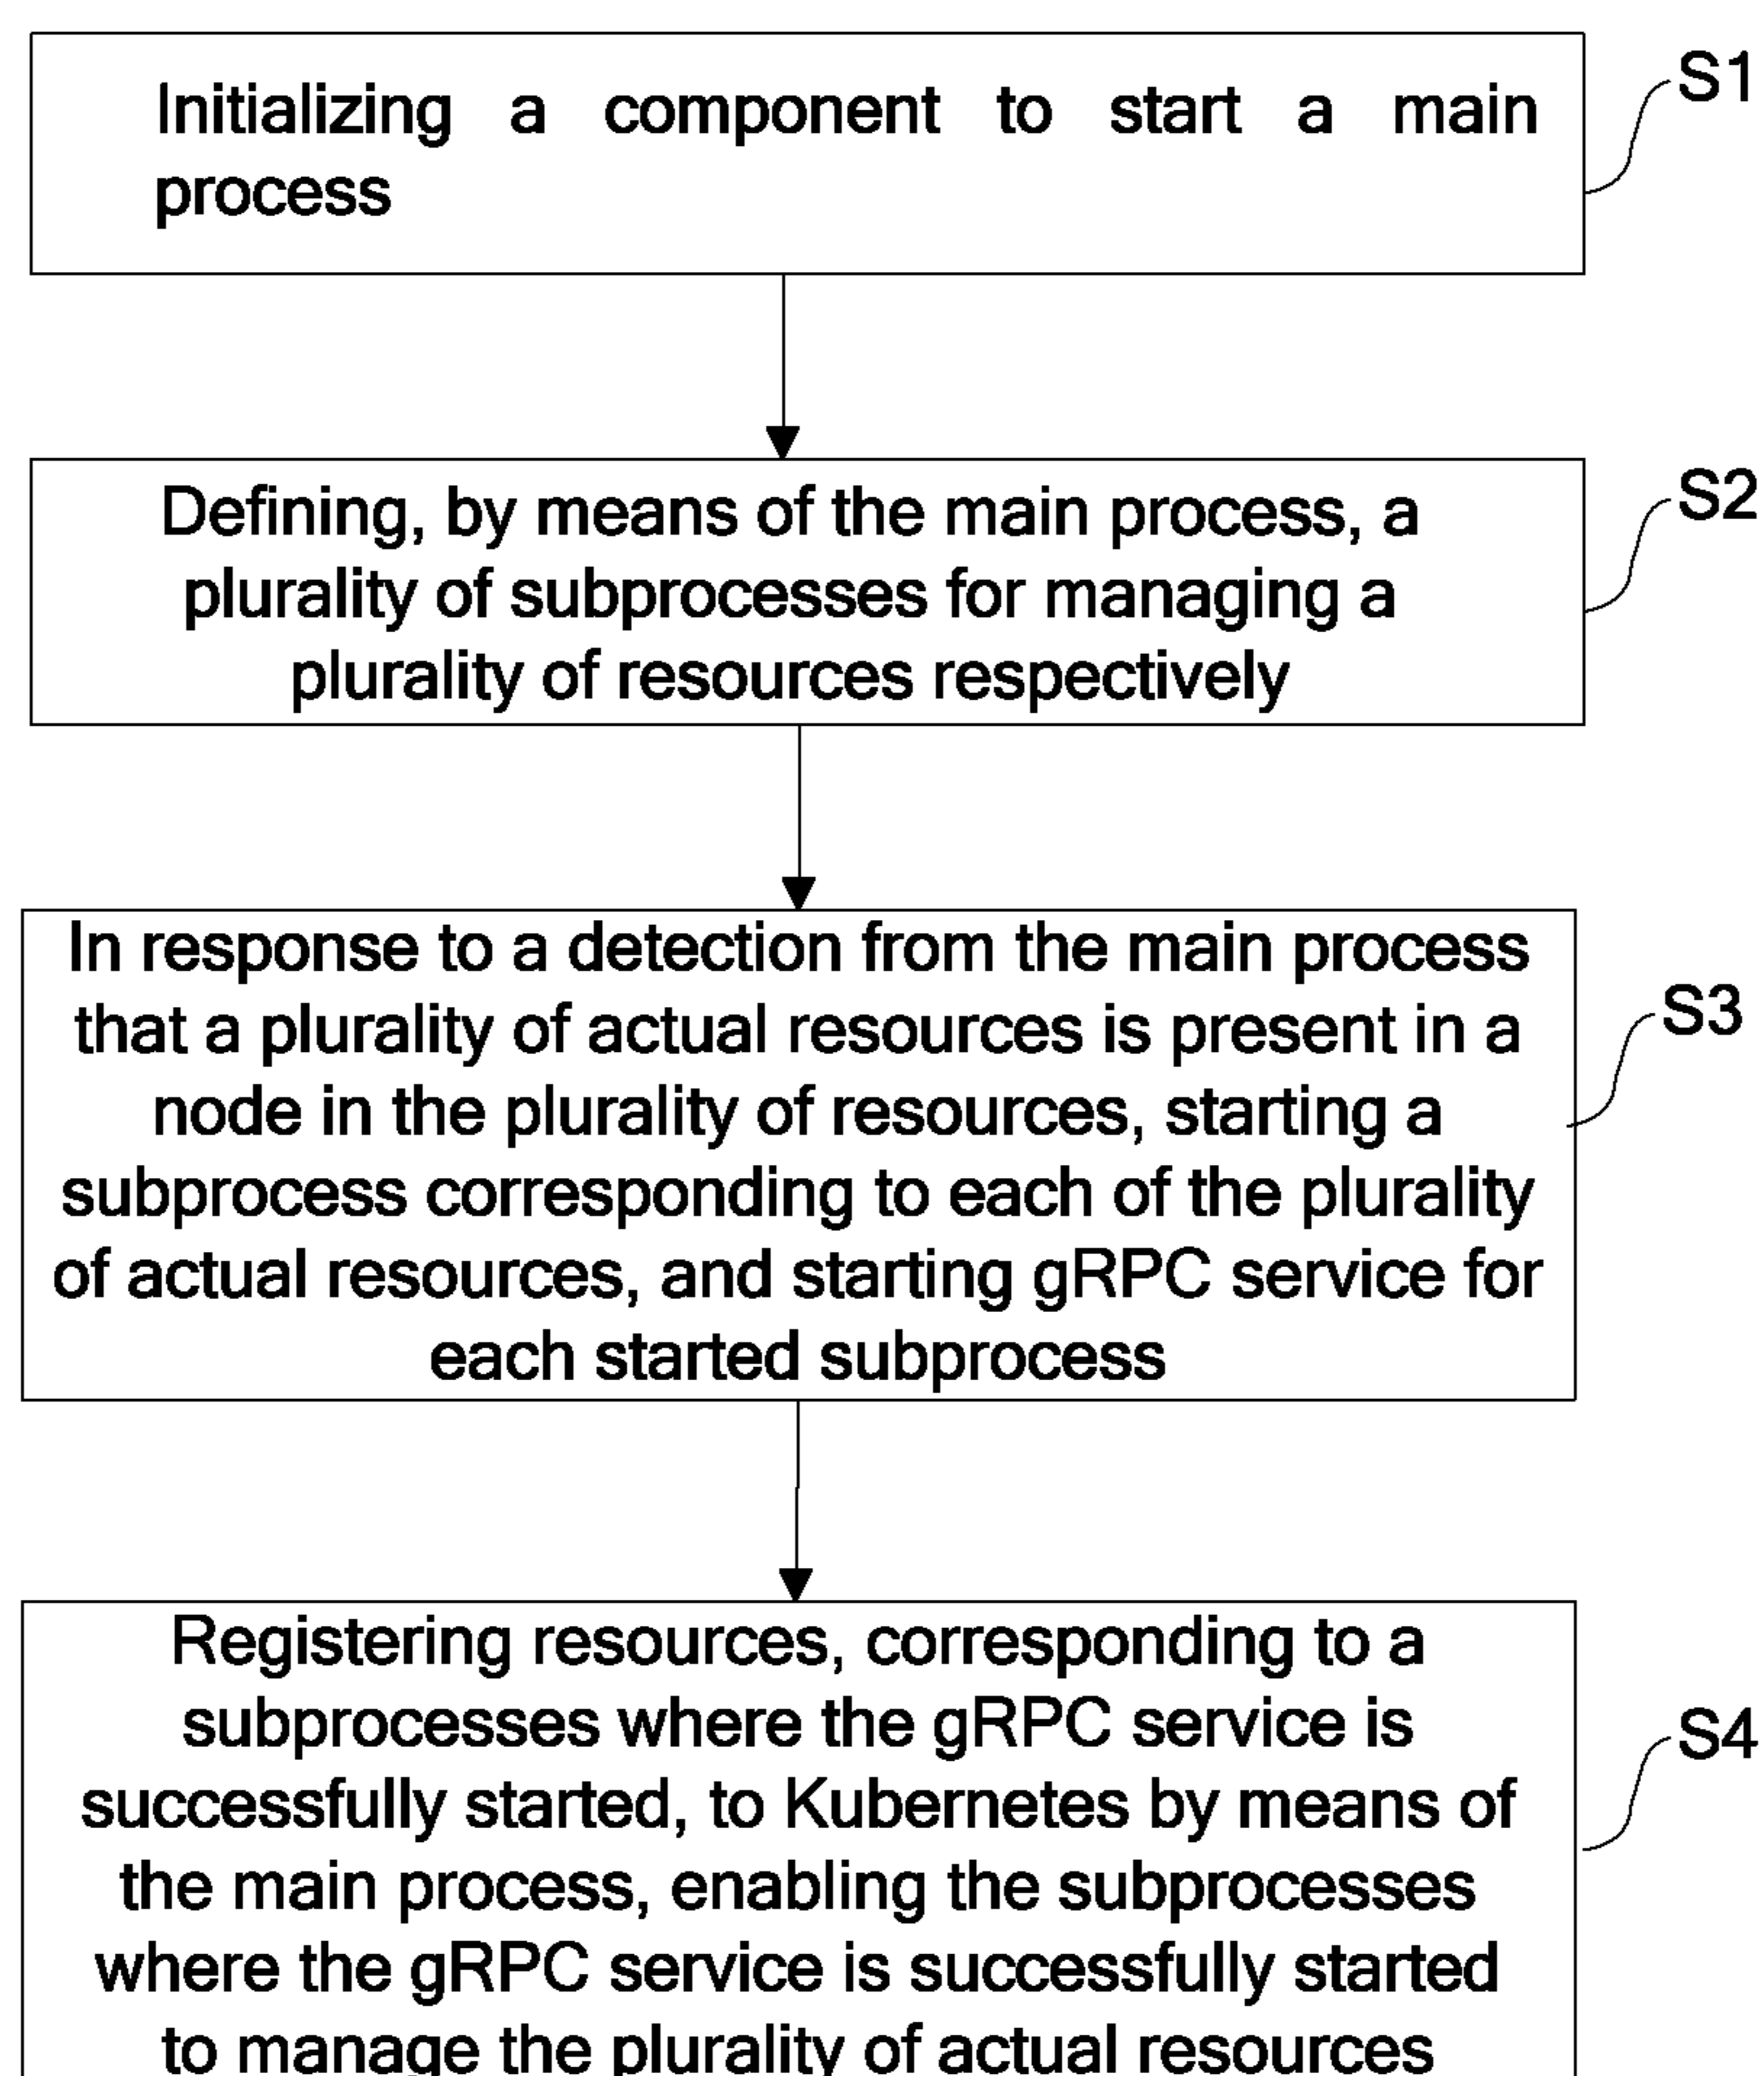 Initializing a component to start a main
process
S1
Defining, by means of the main process, a
plurality of subprocesses for managing a
plurality of resources respectively
S2
In response to a detection from the main process
that a plurality of actual resources is present in a
node in the plurality of resources, starting a
subprocess corresponding to each of the plurality
of actual resources, and starting gRPC service for
each started subprocess
S3
Registering resources, corresponding to a
subprocesses where the gRPC service is
successfully started, to Kubernetes by means of
the main process, enabling the subprocesses
where the gRPC service is successfully started
to manage the plurality of actual resources
S4